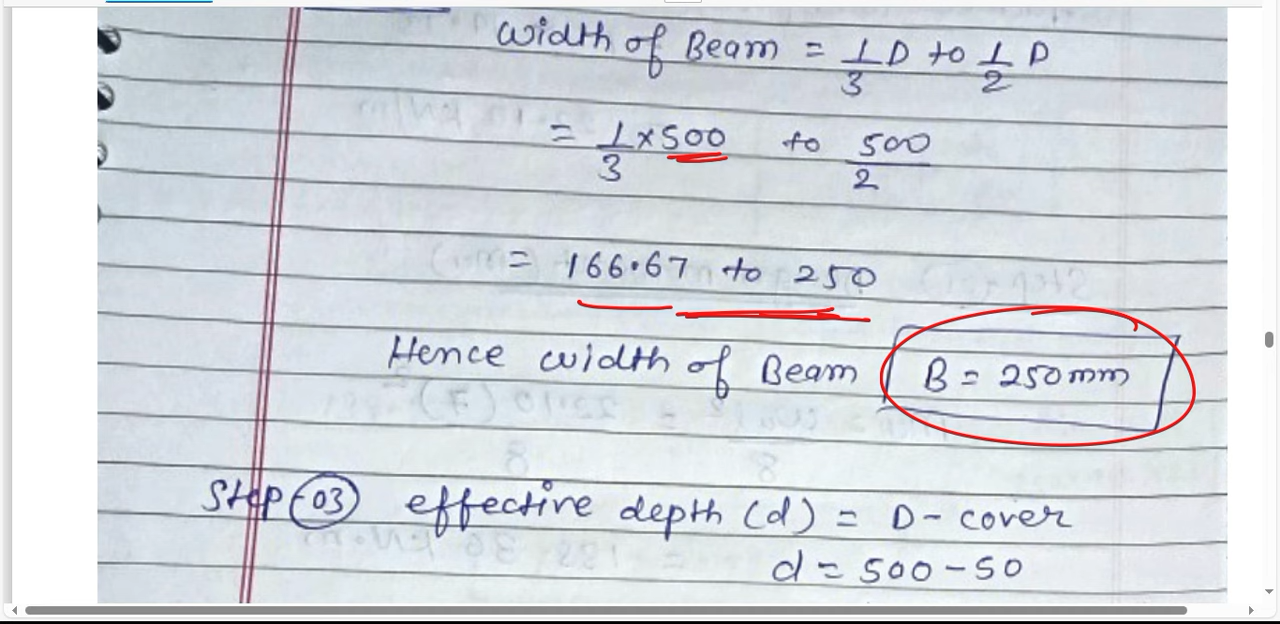 Width of Beam = 1/3 D to 1/2 D
= 1/3 x 500 to 500/2
= 166.67 to 250
Hence width of Beam B = 250mm
Step-03 effective depth (d) = D - cover
d = 500 - 50